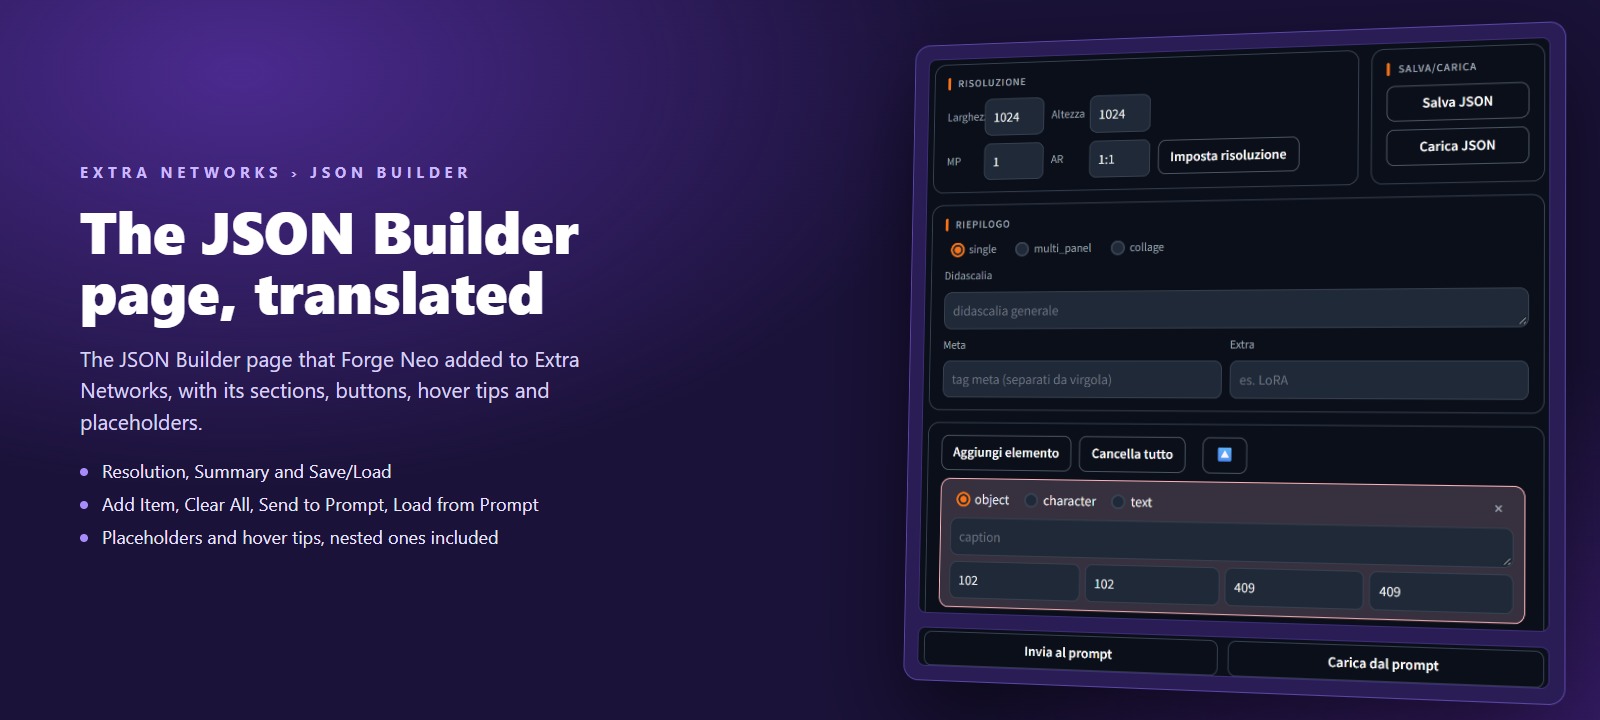 EXTRA NETWORKS › JSON BUILDER
The JSON Builder
page, translated
The JSON Builder page that Forge Neo added to Extra
Networks, with its sections, buttons, hover tips and
placeholders.
Resolution, Summary and Save/Load
Add Item, Clear All, Send to Prompt, Load from Prompt
Placeholders and hover tips, nested ones included
RISOLUZIONE
Larghez 1024 Altezza 1024
MP 1 AR 1:1 Imposta risoluzione
SALVA/CARICA
Salva JSON
Carica JSON
RIEPILOGO
single multi_panel collage
Didascalia
didascalia generale
Meta Extra
tag meta (separati da virgola) es. LoRA
Aggiungi elemento Cancella tutto
object character text ×
caption
102 102 409 409
Invia al prompt Carica dal prompt